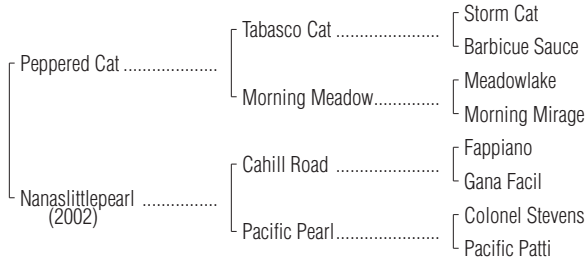 Storm Cat
Tabasco Cat ....................
Barbicue Sauce
Peppered Cat ..................
Meadowlake
Morning Meadow.............
Morning Mirage
Fappiano
Cahill Road ....................
Gana Facil
Nanaslittlepearl ..............
(2002)
Colonel Stevens
Pacific Pearl....................
Pacific Patti